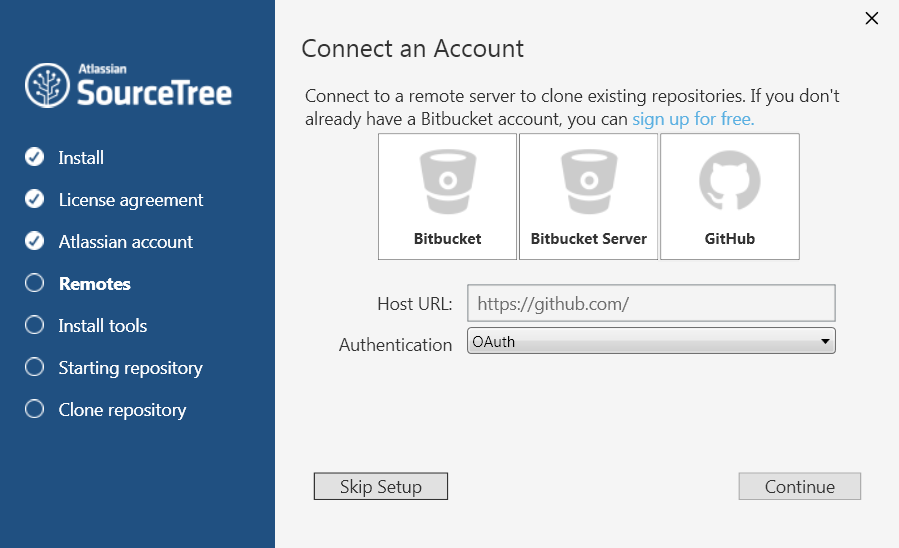 Atlassian
SourceTree
Install
License agreement
Atlassian account
Remotes
Install tools
Starting repository
Clone repository
Connect an Account
Connect to a remote server to clone existing repositories. If you don't
already have a Bitbucket account, you can sign up for free.
Bitbucket
Bitbucket Server
GitHub
Host URL: https://github.com/
Authentication OAuth
Skip Setup
Continue